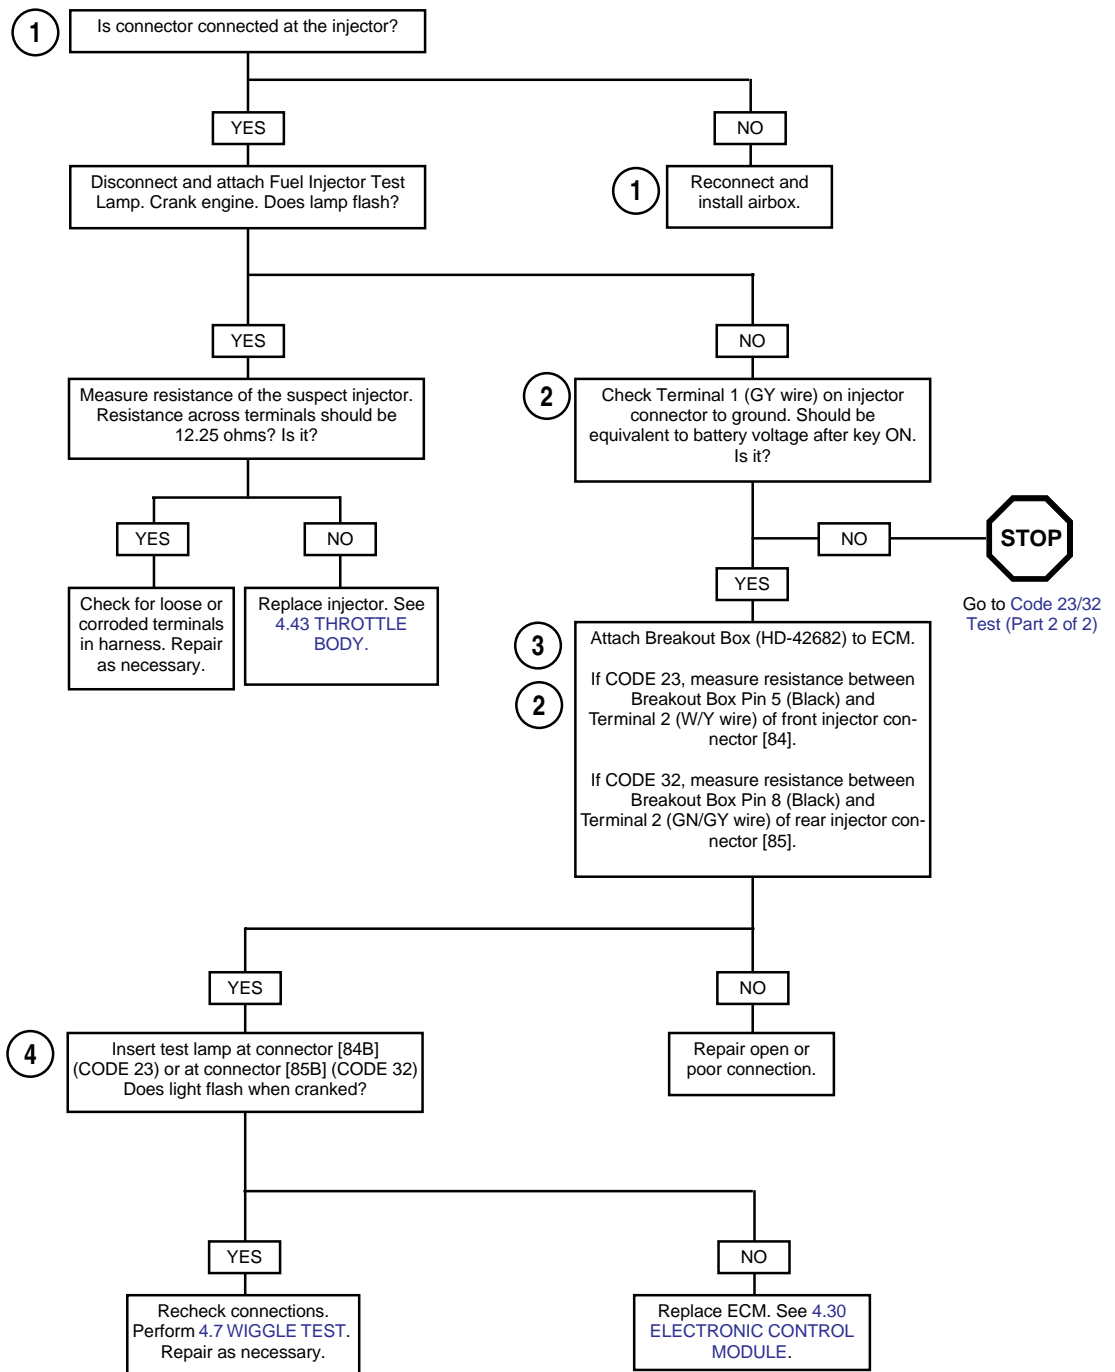 1
Is connector connected at the injector?
YES
NO
Disconnect and attach Fuel Injector Test
Lamp. Crank engine. Does lamp flash?
1
Reconnect and
install airbox.
YES
NO
Measure resistance of the suspect injector.
Resistance across terminals should be
12.25 ohms? Is it?
2
Check Terminal 1 (GY wire) on injector
connector to ground. Should be
equivalent to battery voltage after key ON.
Is it?
YES
NO
NO
STOP
YES
Check for loose or
corroded terminals
in harness. Repair
as necessary.
Replace injector. See
4.43 THROTTLE
BODY.
Go to Code 23/32
Test (Part 2 of 2)
3
Attach Breakout Box (HD-42682) to ECM.
2
If CODE 23, measure resistance between
Breakout Box Pin 5 (Black) and
Terminal 2 (W/Y wire) of front injector con-
nector [84].
If CODE 32, measure resistance between
Breakout Box Pin 8 (Black) and
Terminal 2 (GN/GY wire) of rear injector con-
nector [85].
YES
NO
4
Insert test lamp at connector [84B]
(CODE 23) or at connector [85B] (CODE 32)
Does light flash when cranked?
Repair open or
poor connection.
YES
NO
Recheck connections.
Perform 4.7 WIGGLE TEST.
Repair as necessary.
Replace ECM. See 4.30
ELECTRONIC CONTROL
MODULE.